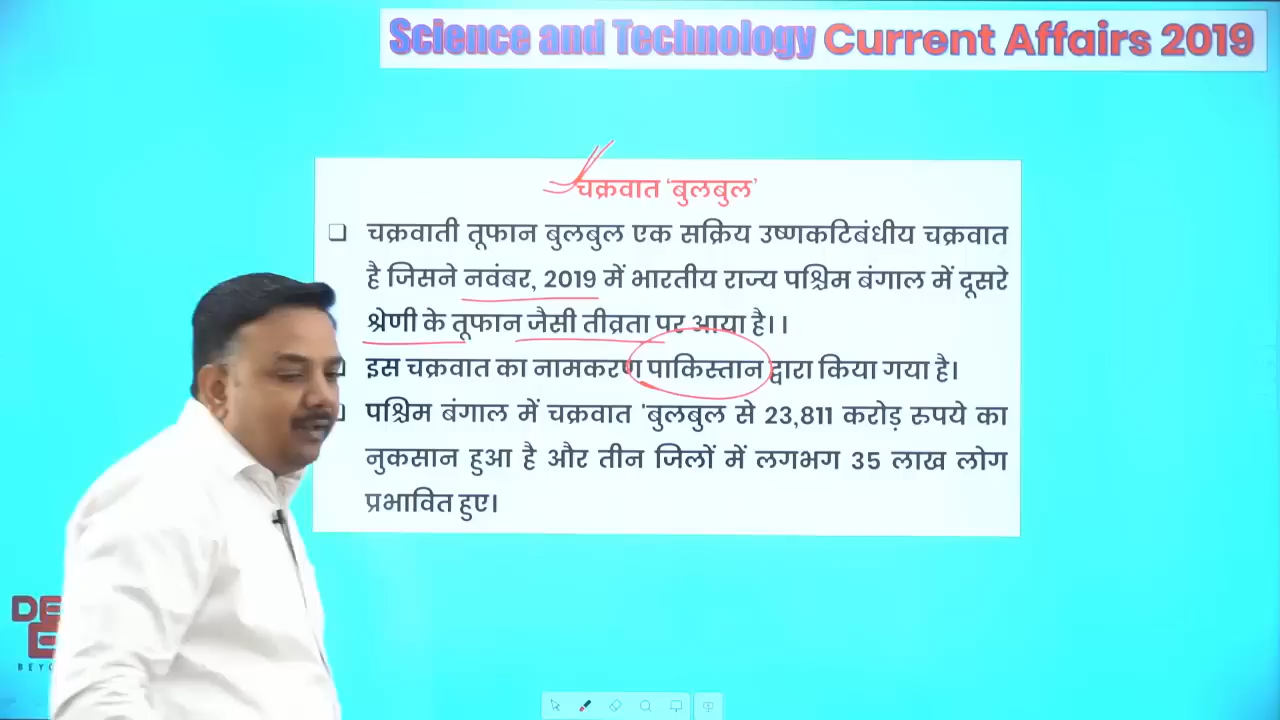 Science and Technology Current Affairs 2019
चक्रवात 'बुलबुल'
❑ चक्रवाती तूफान बुलबुल एक सक्रिय उष्णकटिबंधीय चक्रवात
है जिसने नवंबर, 2019 में भारतीय राज्य पश्चिम बंगाल में दूसरे
श्रेणी के तूफान जैसी तीव्रता पर आया है।।
इस चक्रवात का नामकरण पाकिस्तान द्वारा किया गया है।
पश्चिम बंगाल में चक्रवात 'बुलबुल से 23,811 करोड़ रुपये का
नुकसान हुआ है और तीन जिलों में लगभग 35 लाख लोग
प्रभावित हुए।